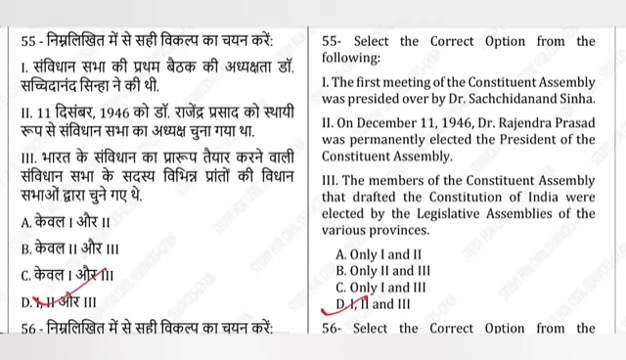 55 - निम्नलिखित में से सही विकल्प का चयन करें:
I. संविधान सभा की प्रथम बैठक की अध्यक्षता डॉ.
सच्चिदानंद सिन्हा ने की थी.
II. 11 दिसंबर, 1946 को डॉ. राजेंद्र प्रसाद को स्थायी
रूप से संविधान सभा का अध्यक्ष चुना गया था.
III. भारत के संविधान का प्रारूप तैयार करने वाली
संविधान सभा के सदस्य विभिन्न प्रांतों की विधान
सभाओं द्वारा चुने गए थे.
A. केवल I और II
B. केवल II और III
C. केवल I और III
D. I, II और III
56 - निम्नलिखित में से सही विकल्प का चयन करें:
55- Select the Correct Option from the
following:
I. The first meeting of the Constituent Assembly
was presided over by Dr. Sachchidanand Sinha.
II. On December 11, 1946, Dr. Rajendra Prasad
was permanently elected the President of the
Constituent Assembly.
III. The members of the Constituent Assembly
that drafted the Constitution of India were
elected by the Legislative Assemblies of the
various provinces.
A. Only I and II
B. Only II and III
C. Only I and III
D. I, II and III
56- Select the Correct Option from the